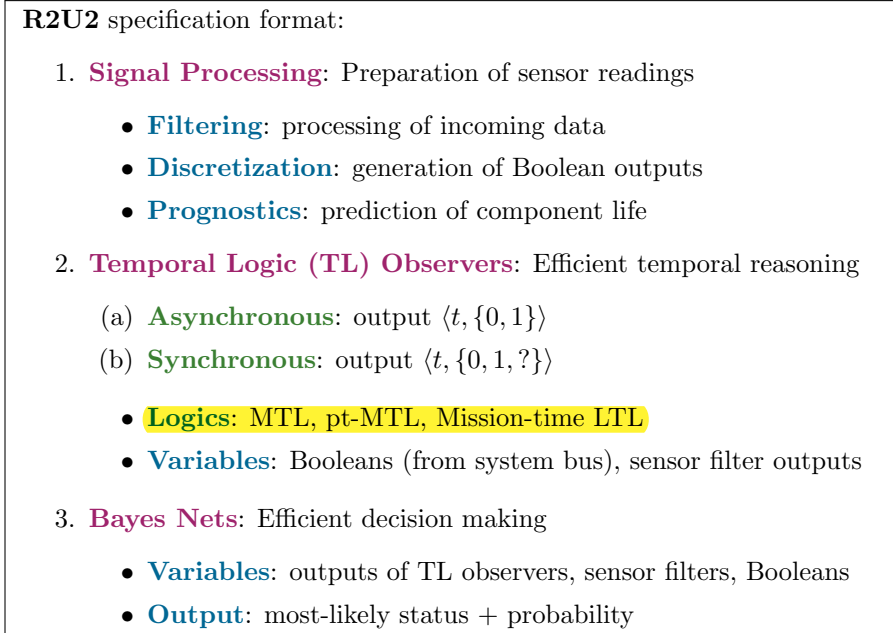 R2U2 specification format:
1. Signal Processing: Preparation of sensor readings
• Filtering: processing of incoming data
• Discretization: generation of Boolean outputs
• Prognostics: prediction of component life
2. Temporal Logic (TL) Observers: Efficient temporal reasoning
(a) Asynchronous: output ⟨t, {0, 1}⟩
(b) Synchronous: output ⟨t, {0, 1, ?}⟩
• Logics: MTL, pt-MTL, Mission-time LTL
• Variables: Booleans (from system bus), sensor filter outputs
3. Bayes Nets: Efficient decision making
• Variables: outputs of TL observers, sensor filters, Booleans
• Output: most-likely status + probability